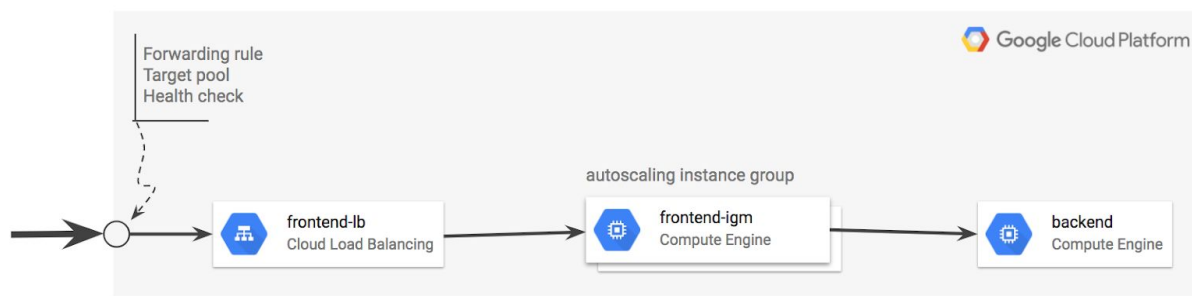 Google Cloud Platform
Forwarding rule
Target pool
Health check
autoscaling instance group
frontend-lb
Cloud Load Balancing
frontend-igm
Compute Engine
backend
Compute Engine